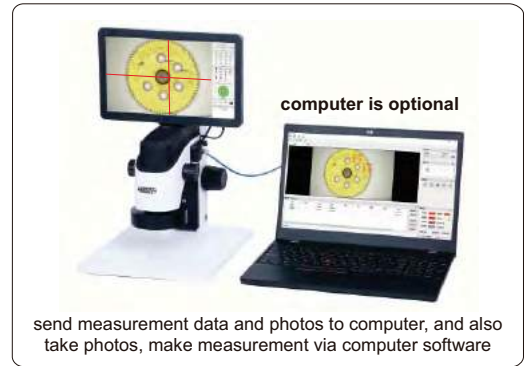 computer is optional
send measurement data and photos to computer, and also
take photos, make measurement via computer software